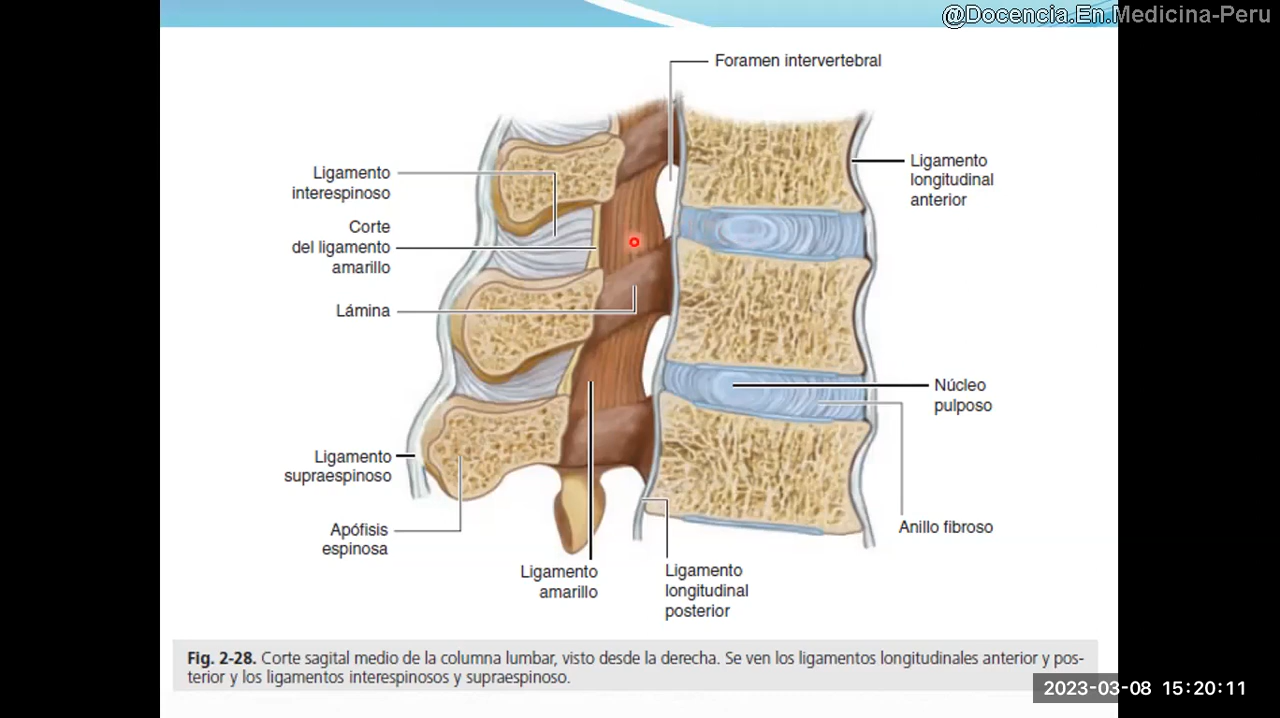 @Docencia.En.Medicina-Peru
Foramen intervertebral
Ligamento
interespinoso
Corte
del ligamento
amarillo
Lámina
Ligamento
supraespinoso
Apófisis
espinosa
Ligamento
amarillo
Ligamento
longitudinal
posterior
Ligamento
longitudinal
anterior
Núcleo
pulposo
Anillo fibroso
Fig. 2-28. Corte sagital medio de la columna lumbar, visto desde la derecha. Se ven los ligamentos longitudinales anterior y pos-
terior y los ligamentos interespinosos y supraespinoso.
2023-03-08 15:20:11